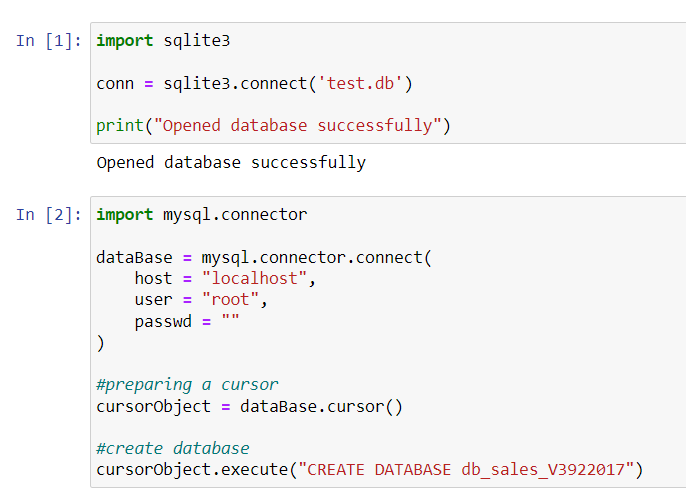 In [1]: import sqlite3
conn = sqlite3.connect('test.db')
print("Opened database successfully")
Opened database successfully
In [2]: import mysql.connector
dataBase = mysql.connector.connect(
    host = "localhost",
    user = "root",
    passwd = ""
)
#preparing a cursor
cursorObject = dataBase.cursor()
#create database
cursorObject.execute("CREATE DATABASE db_sales_V3922017")